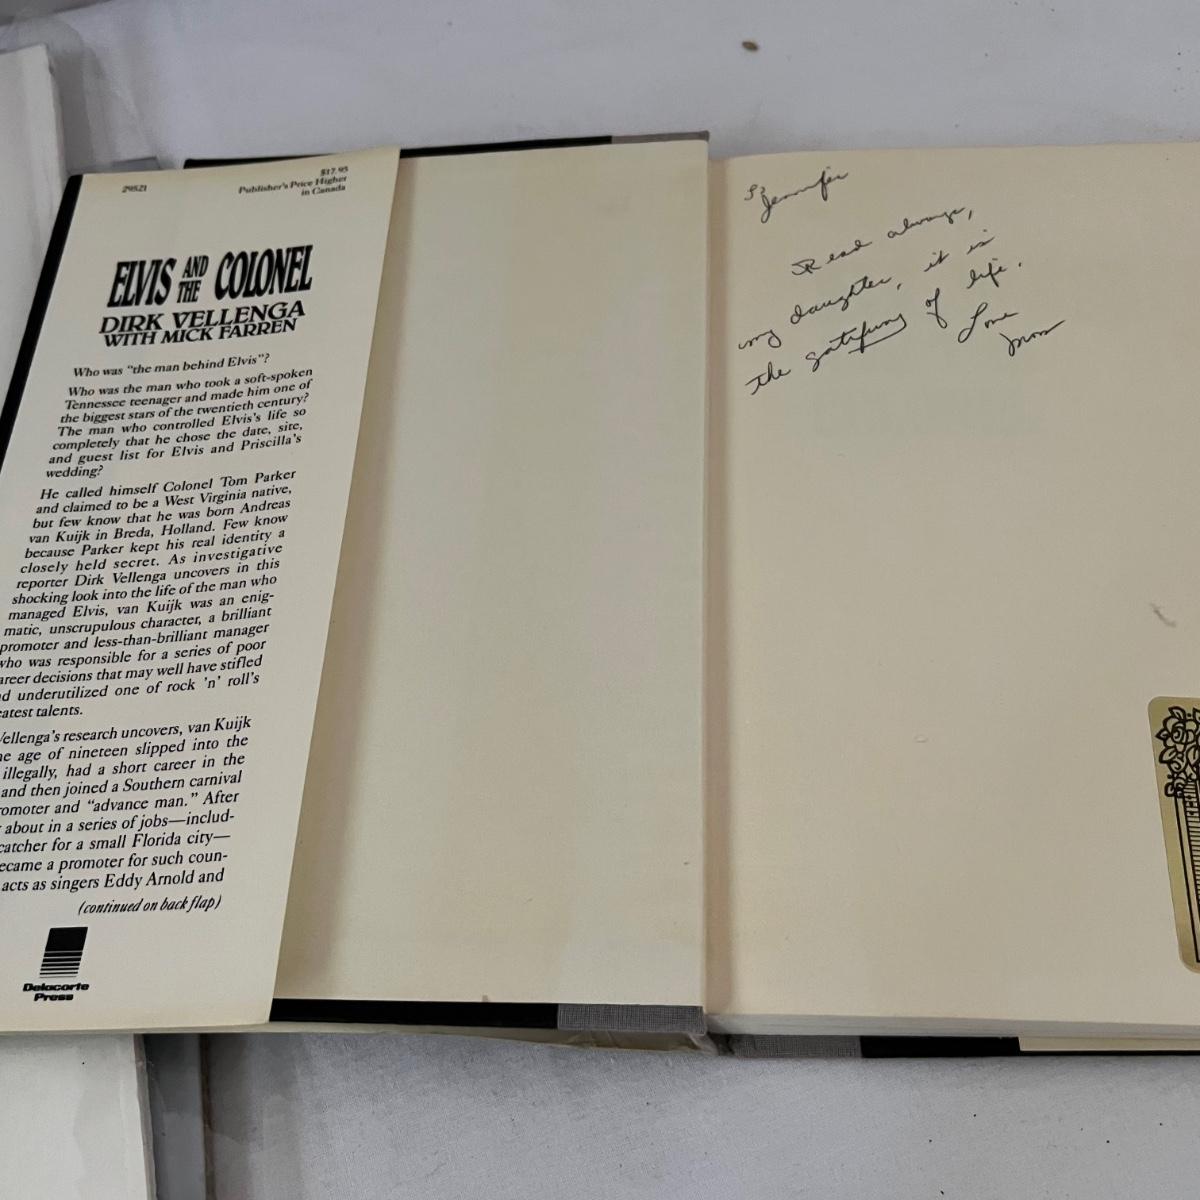 29521
$17.95
Publisher's Price Higher
in Canada
ELVIS AND THE COLONEL
DIRK VELLENGA
WITH MICK FARREN
Who was "the man behind Elvis"?
Who was the man who took a soft-spoken
Tennessee teenager and made him one of
the biggest stars of the twentieth century?
The man who controlled Elvis's life so
completely that he chose the date, site,
and guest list for Elvis and Priscilla's
wedding?
He called himself Colonel Tom Parker
and claimed to be a West Virginia native,
but few know that he was born Andreas
van Kuijk in Breda, Holland. Few know
because Parker kept his real identity a
closely held secret. As investigative
reporter Dirk Vellenga uncovers in this
shocking look into the life of the man who
managed Elvis, van Kuijk was an enig-
matic, unscrupulous character, a brilliant
promoter and less-than-brilliant manager
who was responsible for a series of poor
areer decisions that may well have stifled
d underutilized one of rock 'n' roll's
eatest talents.
Vellenga's research uncovers, van Kuijk
e age of nineteen slipped into the
illegally, had a short career in the
and then joined a Southern carnival
romoter and "advance man." After
about in a series of jobs—includ-
catcher for a small Florida city—
ecame a promoter for such coun-
acts as singers Eddy Arnold and
(continued on back flap)
Delacorte
Press
To
Jennifer
Read always,
my daughter, it is
the of life.
Love
Mom